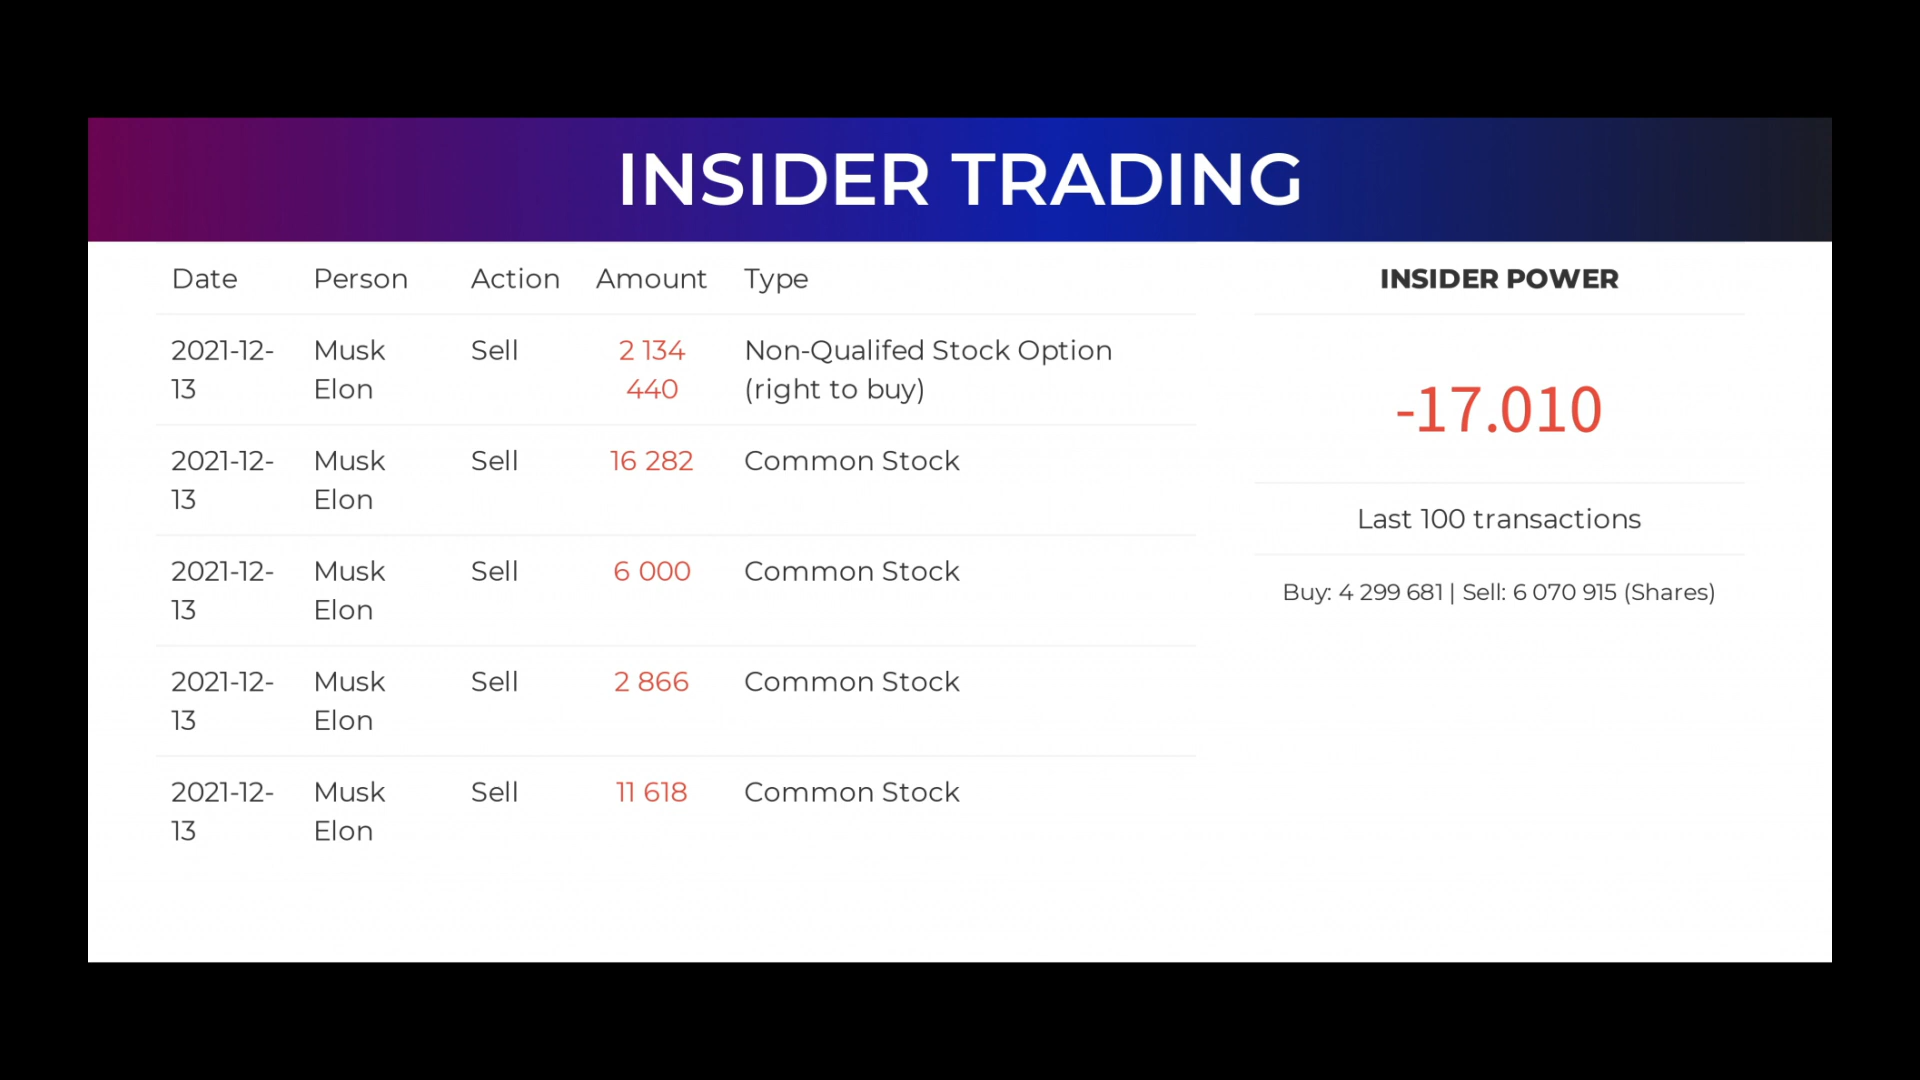 INSIDER TRADING
Date Person Action Amount Type
2021-12- Musk Sell 2 134 Non-Qualifed Stock Option
13 Elon 440 (right to buy)
2021-12- Musk Sell 16 282 Common Stock
13 Elon
2021-12- Musk Sell 6 000 Common Stock
13 Elon
2021-12- Musk Sell 2 866 Common Stock
13 Elon
2021-12- Musk Sell 11 618 Common Stock
13 Elon
INSIDER POWER
-17.010
Last 100 transactions
Buy: 4 299 681 | Sell: 6 070 915 (Shares)